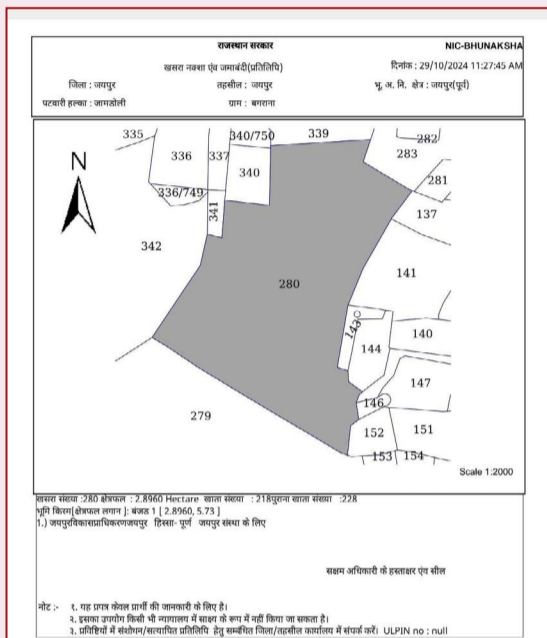 राजस्थान सरकार
NIC-BHUNAKSHA
खसरा नक्शा एंव जमाबंदी(प्रतिलिपि)
दिनांक : 29/10/2024 11:27:45 AM
जिला : जयपुर
तहसील : जयपुर
भू. अ. नि. क्षेत्र : जयपुर(पूर्व)
पटवारी हल्का : जामडोली
ग्राम : बगराना
335
340/750
339
282
336
337
283
340
281
336/749
341
137
N
342
141
280
143
140
144
147
146
279
152
151
153
154
Scale 1:2000
खसरा संख्या :280 क्षेत्रफल : 2.8960 Hectare खाता संख्या : 218पुराना खाता संख्या :228
भूमि किस्म[क्षेत्रफल लगान ]: बंजड 1 [ 2.8960, 5.73 ]
1.) जयपुरविकासप्राधिकरणजयपुर हिस्सा- पूर्ण जयपुर संस्था के लिए
सक्षम अधिकारी के हस्ताक्षर एंव सील
नोट :- १. यह प्रपत्र केवल प्रार्थी की जानकारी के लिए है।
२. इसका उपयोग किसी भी न्यायालय में साक्ष्य के रूप में नहीं किया जा सकता है।
३. प्रविष्टियों में संशोधन/सत्यापित प्रतिलिपि हेतु सम्बंधित जिला/तहसील कार्यालय में संपर्क करें। ULPIN no : null